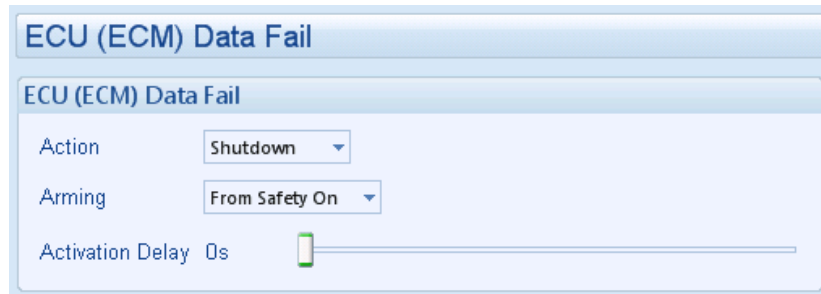 ECU (ECM) Data Fail
ECU (ECM) Data Fail
Action Shutdown
Arming From Safety On
Activation Delay 0s